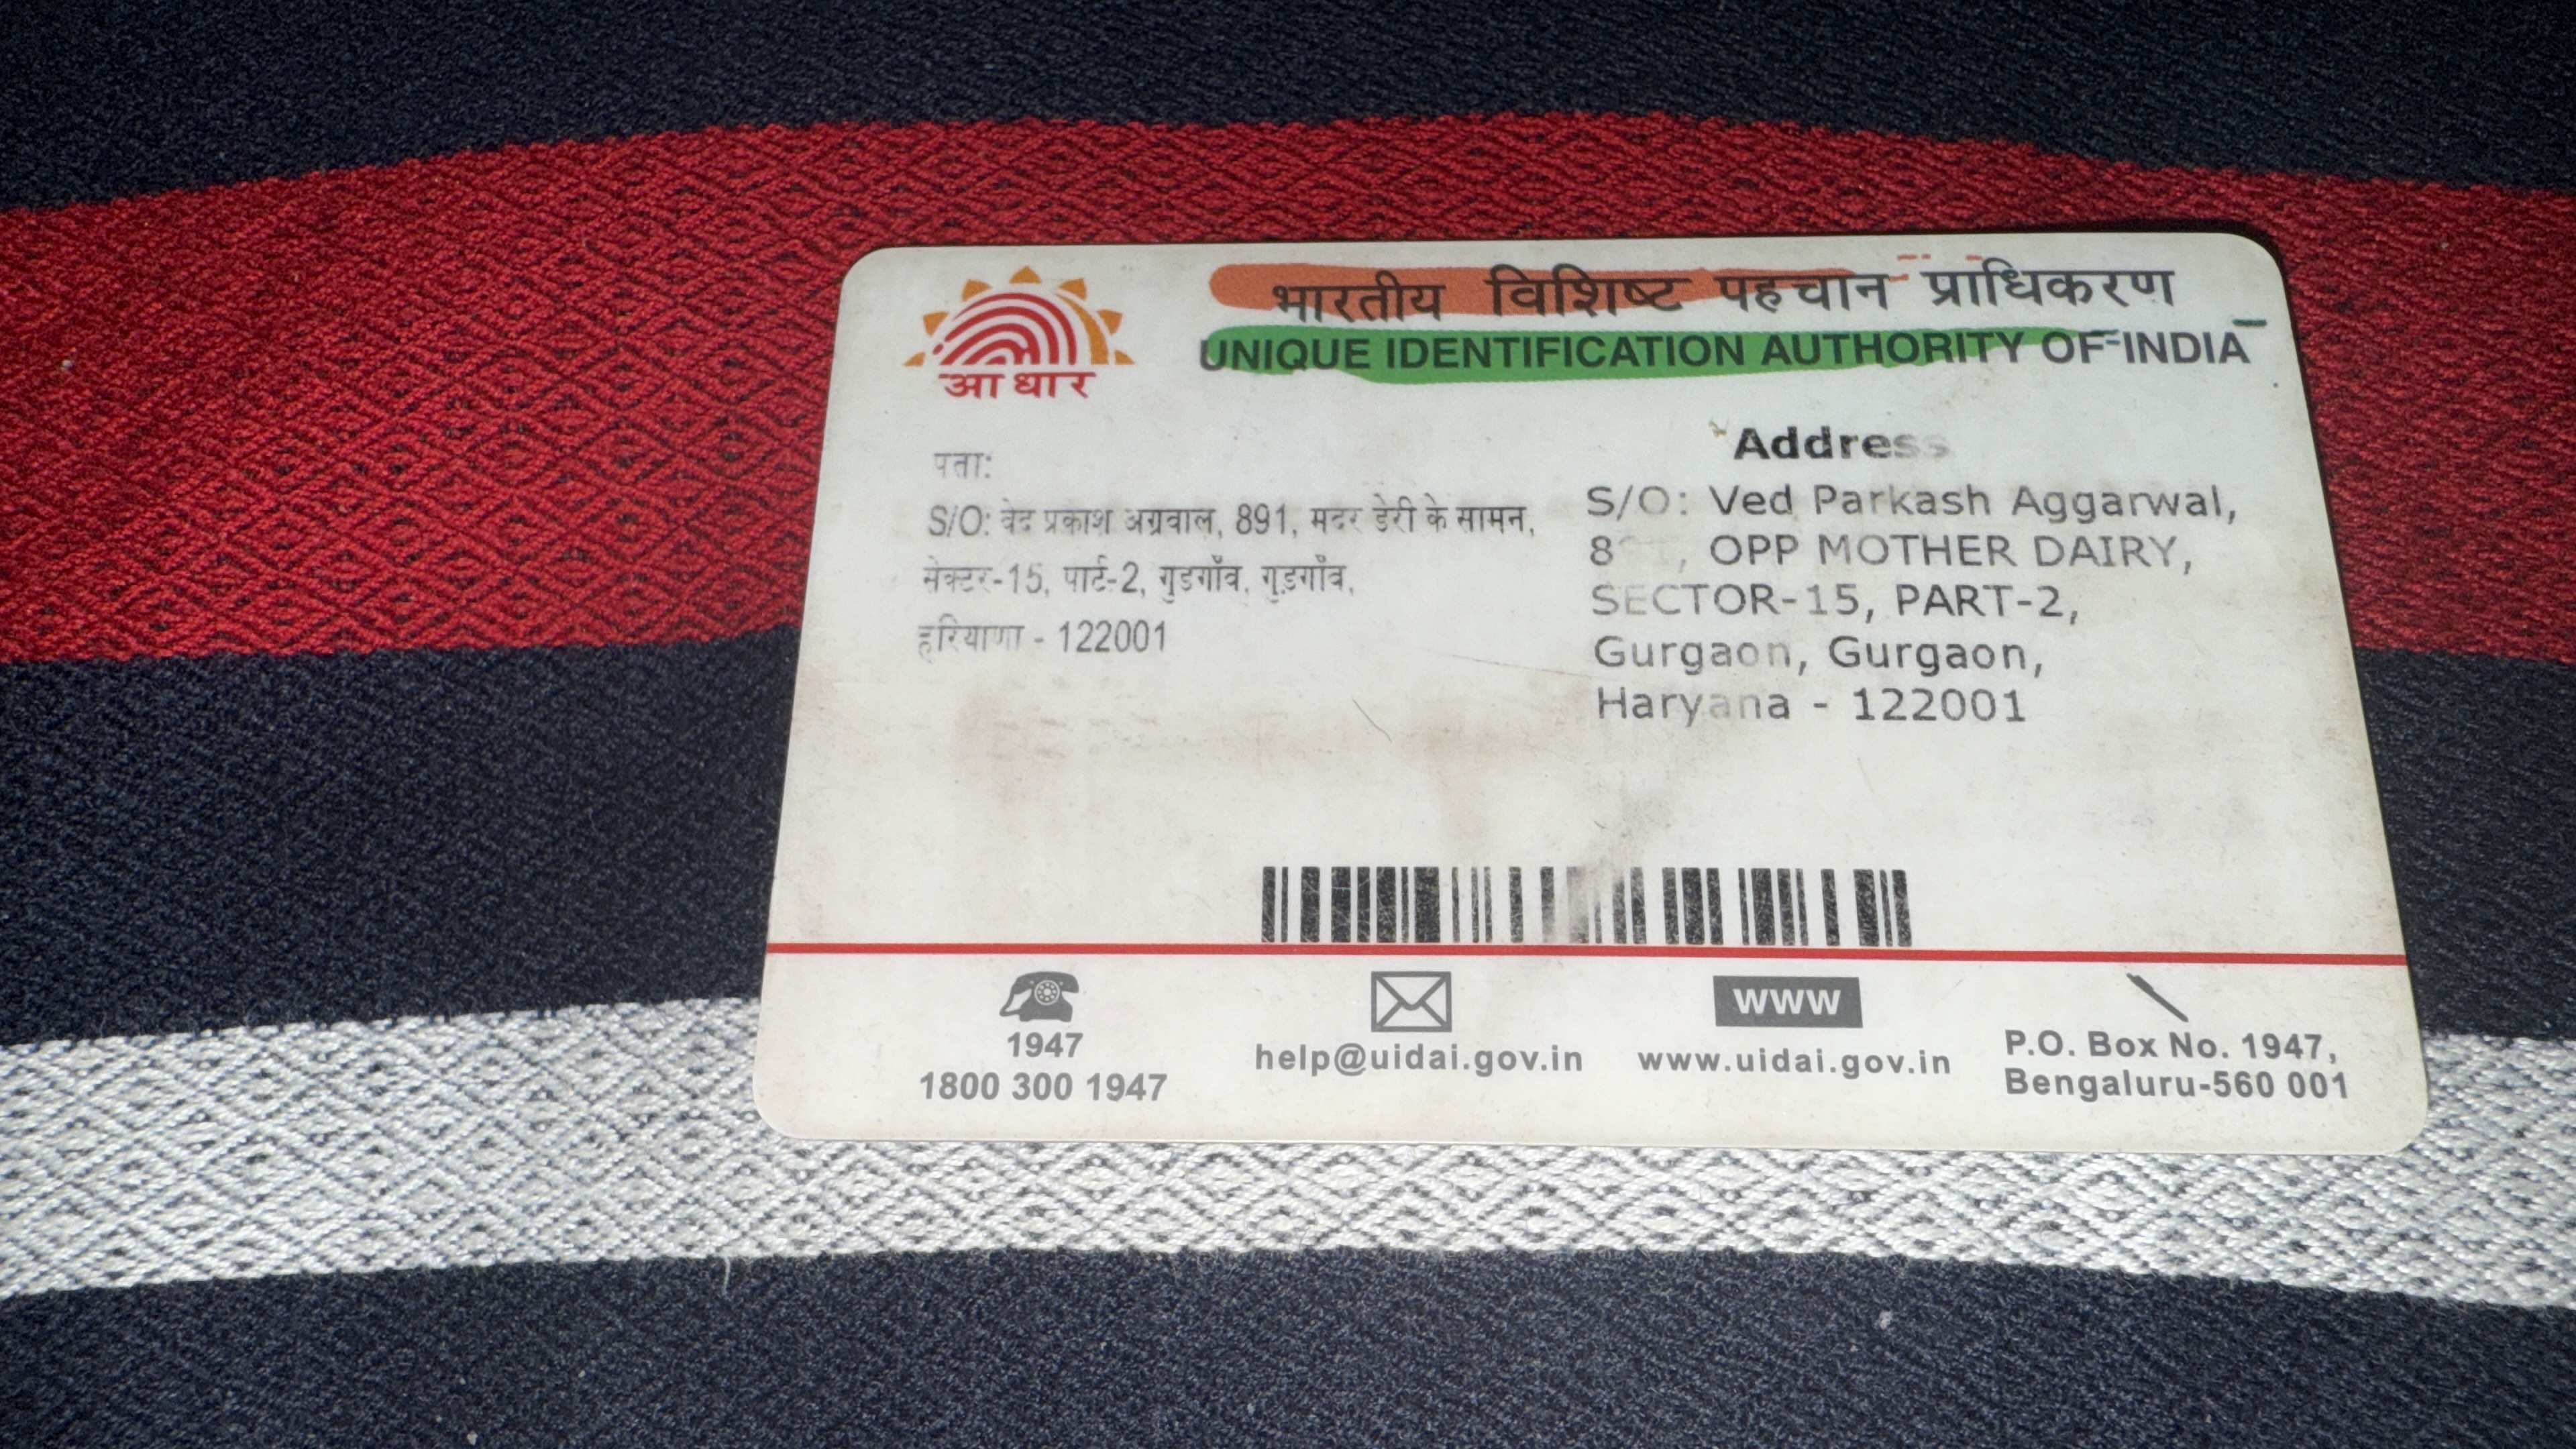 भारतीय विशिष्ट पहचान प्राधिकरण
UNIQUE IDENTIFICATION AUTHORITY OF INDIA
आधार
पता:
S/O: वेद प्रकाश अग्रवाल, 891, मदर डेरी के सामन,
सेक्टर-15, पार्ट-2, गुडगाँव, गुड़गाँव,
हरियाणा - 122001
Address
S/O: Ved Parkash Aggarwal,
OPP MOTHER DAIRY,
SECTOR-15, PART-2,
Gurgaon, Gurgaon,
Haryana - 122001
1947
1800 300 1947
help@uidai.gov.in
www
www.uidai.gov.in
P.O. Box No. 1947,
Bengaluru-560 001